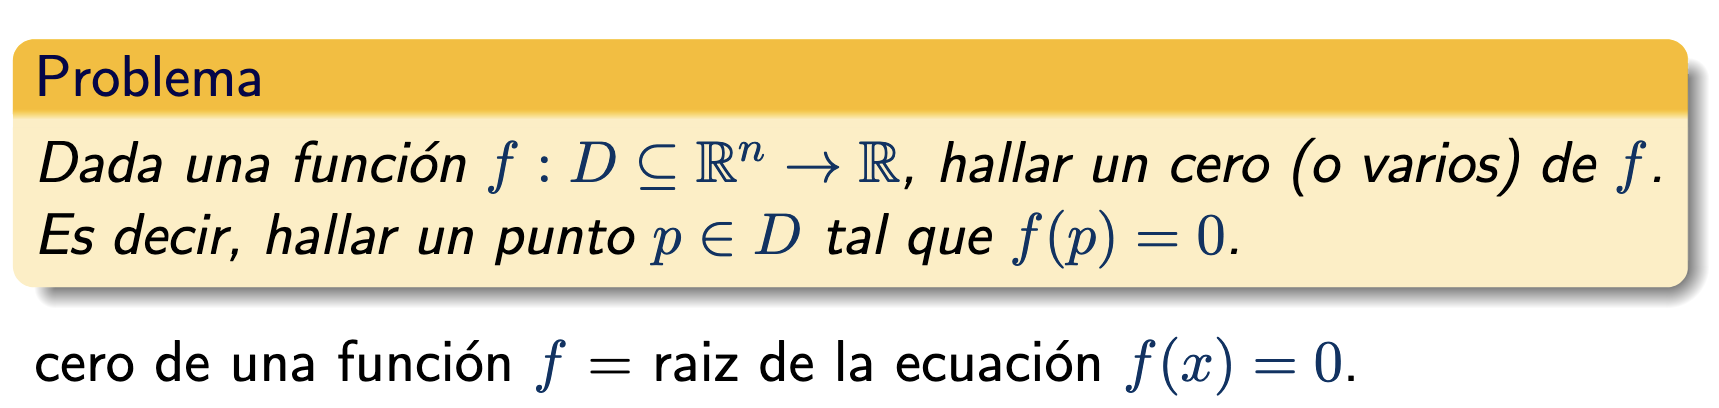 Problema
Dada una función f : D ⊆ ℝⁿ → ℝ, hallar un cero (o varios) de f.
Es decir, hallar un punto p ∈ D tal que f(p) = 0.
cero de una función f = raiz de la ecuación f(x) = 0.